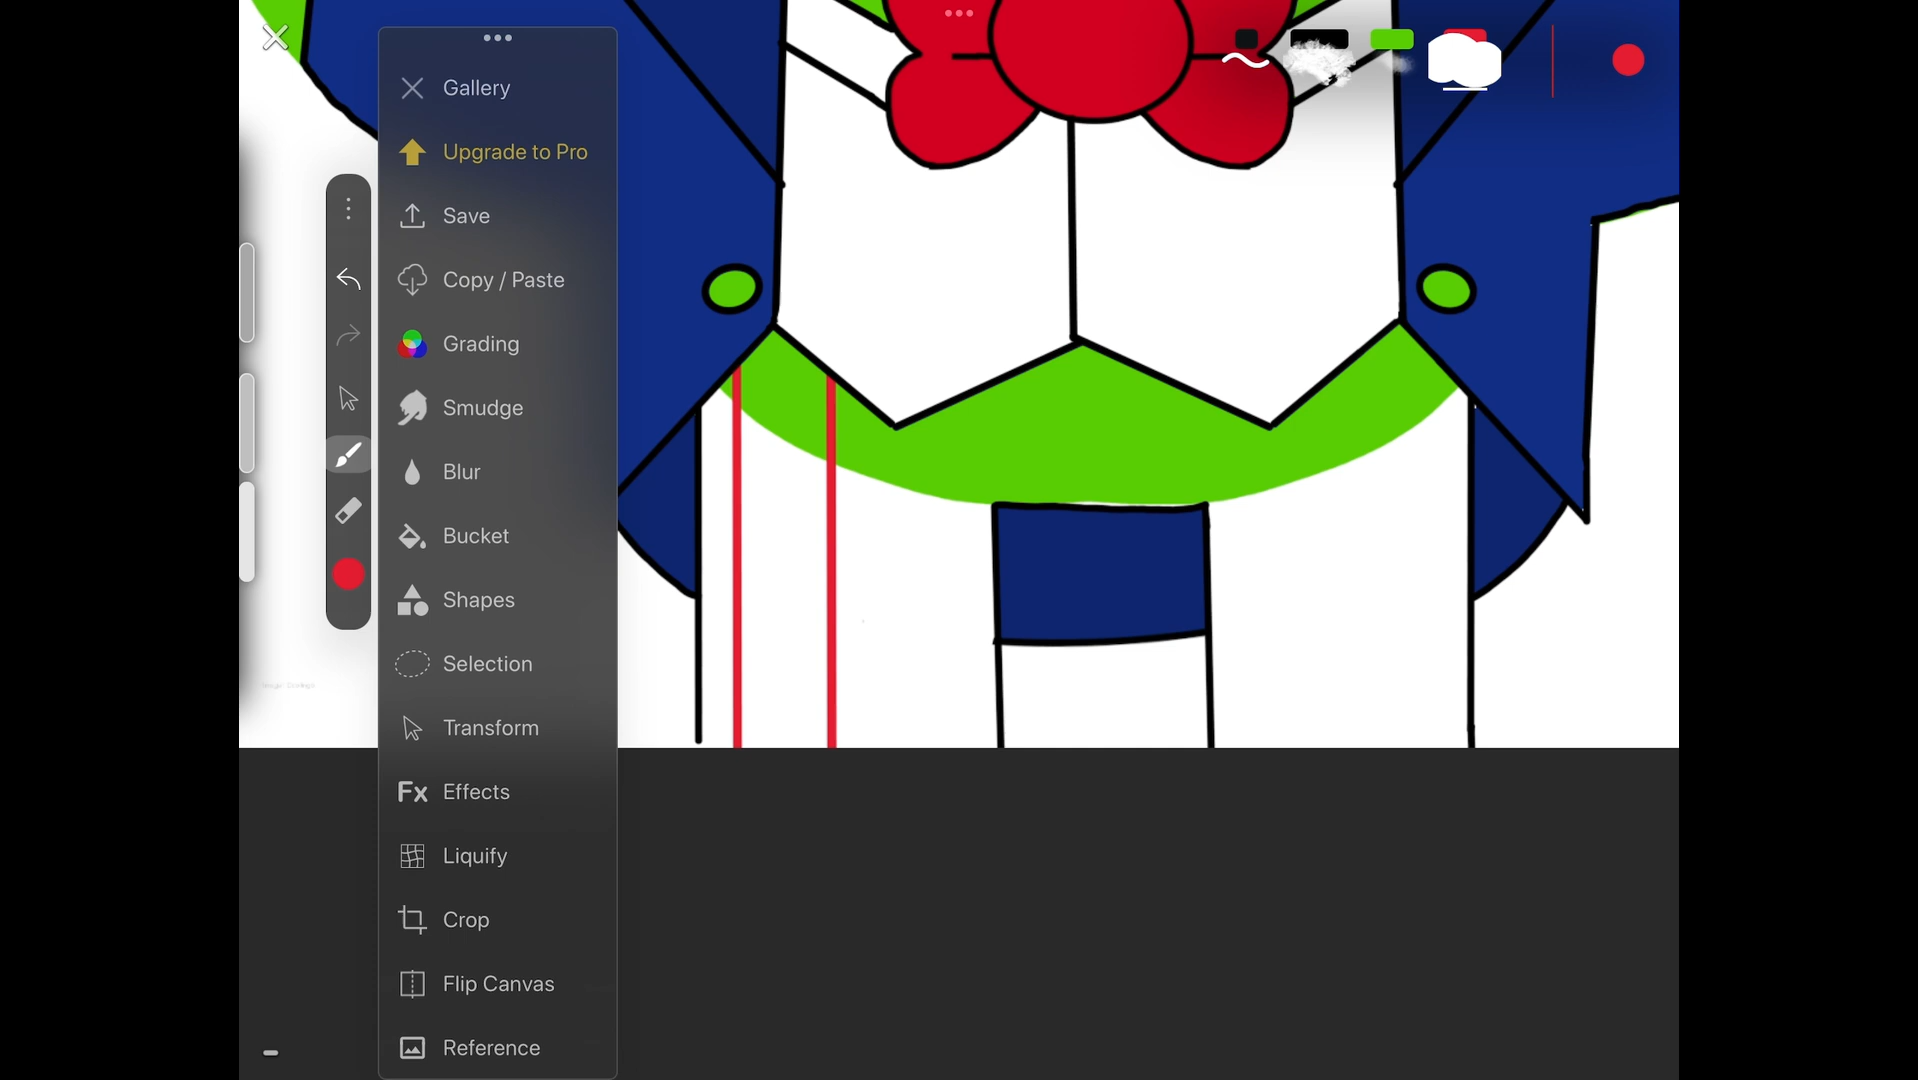 Gallery
Upgrade to Pro
Save
Copy / Paste
Grading
Smudge
Blur
Bucket
Shapes
Selection
Transform
Fx Effects
Liquify
Crop
Flip Canvas
Reference